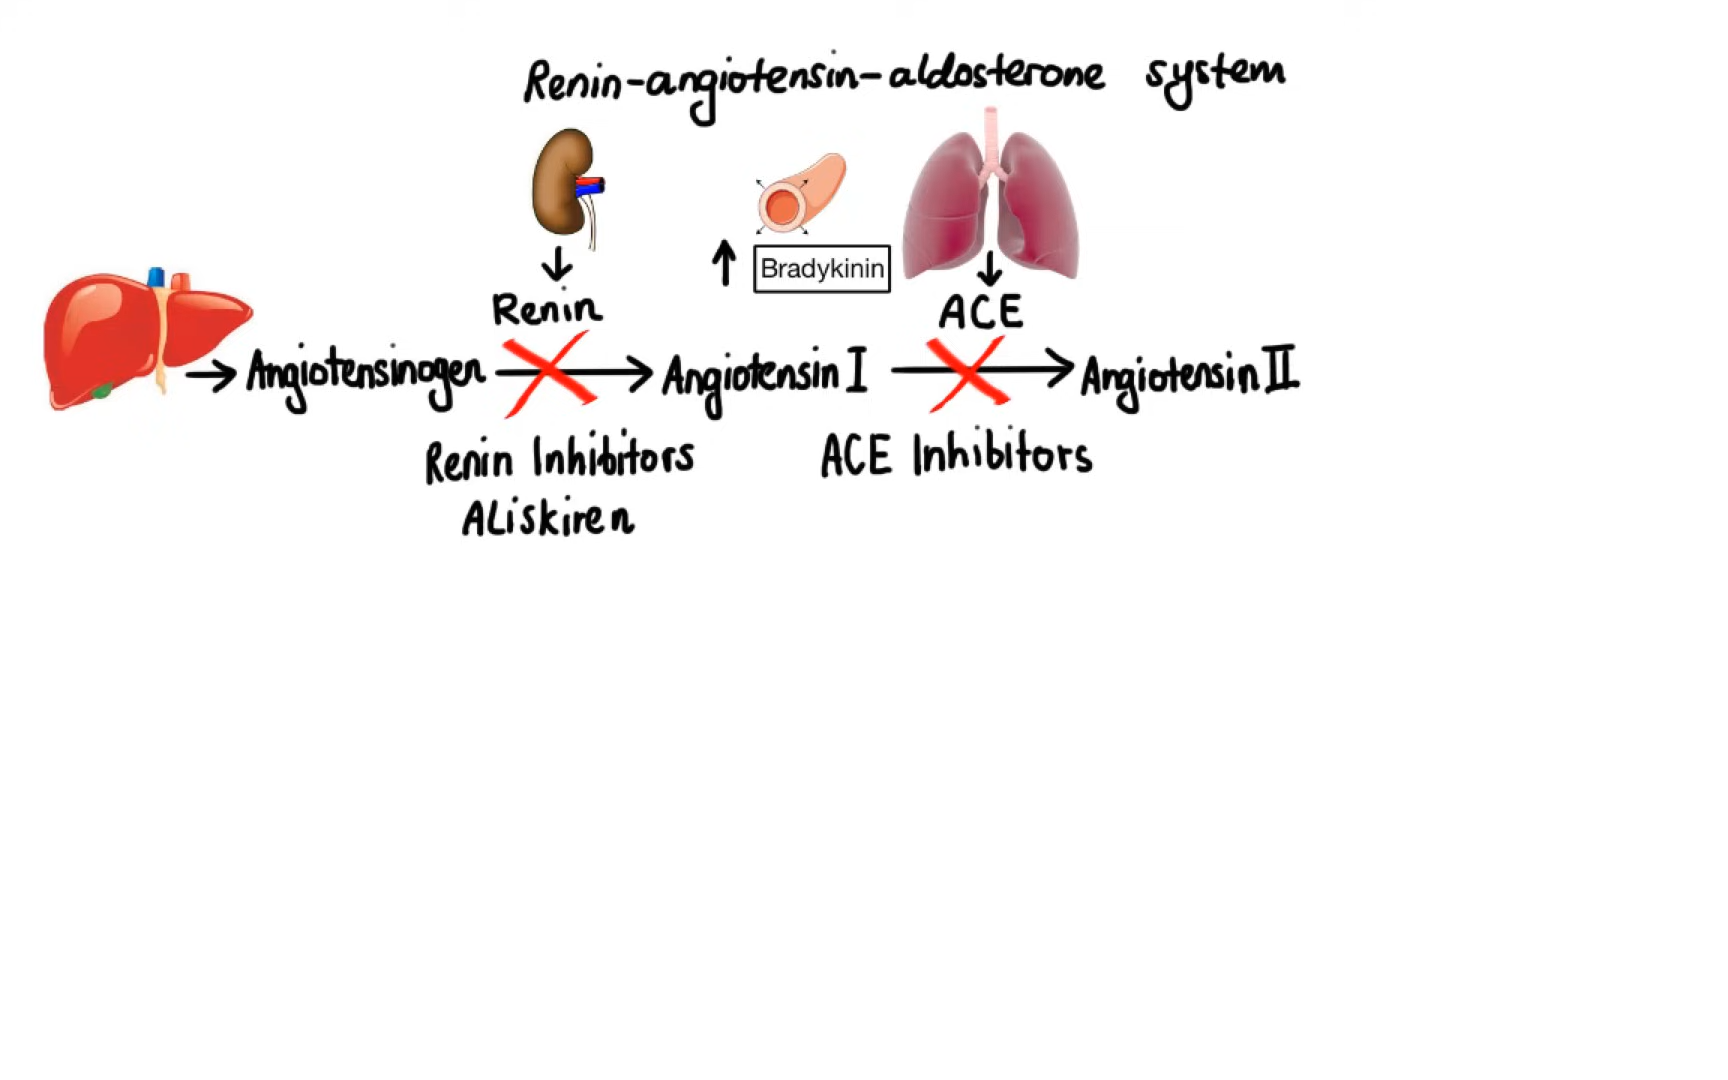 Renin-angiotensin-aldosterone system
Bradykinin
Renin
ACE
Angiotensinogen
Angiotensin I
Angiotensin II
Renin Inhibitors
ACE Inhibitors
ALiskiren